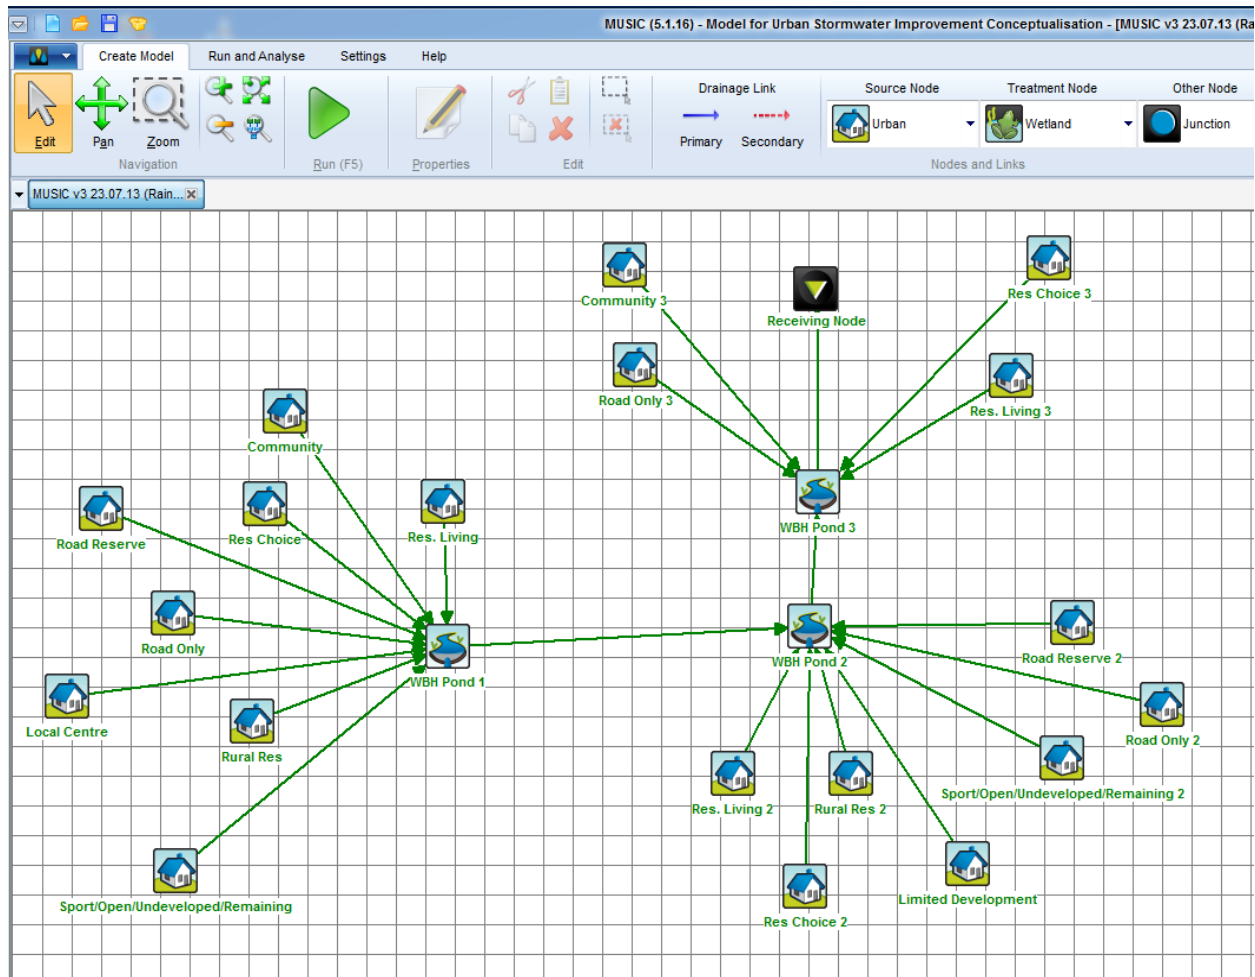 MUSIC (5.1.16) - Model for Urban Stormwater Improvement Conceptualisation - [MUSIC v3 23.07.13 (Ra
Create Model Run and Analyse Settings Help
Edit Pan Zoom
Navigation
Run (F5)
Properties
Edit
Drainage Link
Primary Secondary
Source Node Treatment Node Other Node
Urban Wetland Junction
Nodes and Links
MUSIC v3 23.07.13 (Rain...
Community 3
Receiving Node
Res Choice 3
Road Only 3
Res. Living 3
Community
WBH Pond 3
Road Reserve
Res Choice
Res. Living
Road Only
WBH Pond 1
WBH Pond 2
Road Reserve 2
Local Centre
Rural Res
Road Only 2
Res. Living 2
Rural Res 2
Sport/Open/Undeveloped/Remaining 2
Sport/Open/Undeveloped/Remaining
Limited Development
Res Choice 2